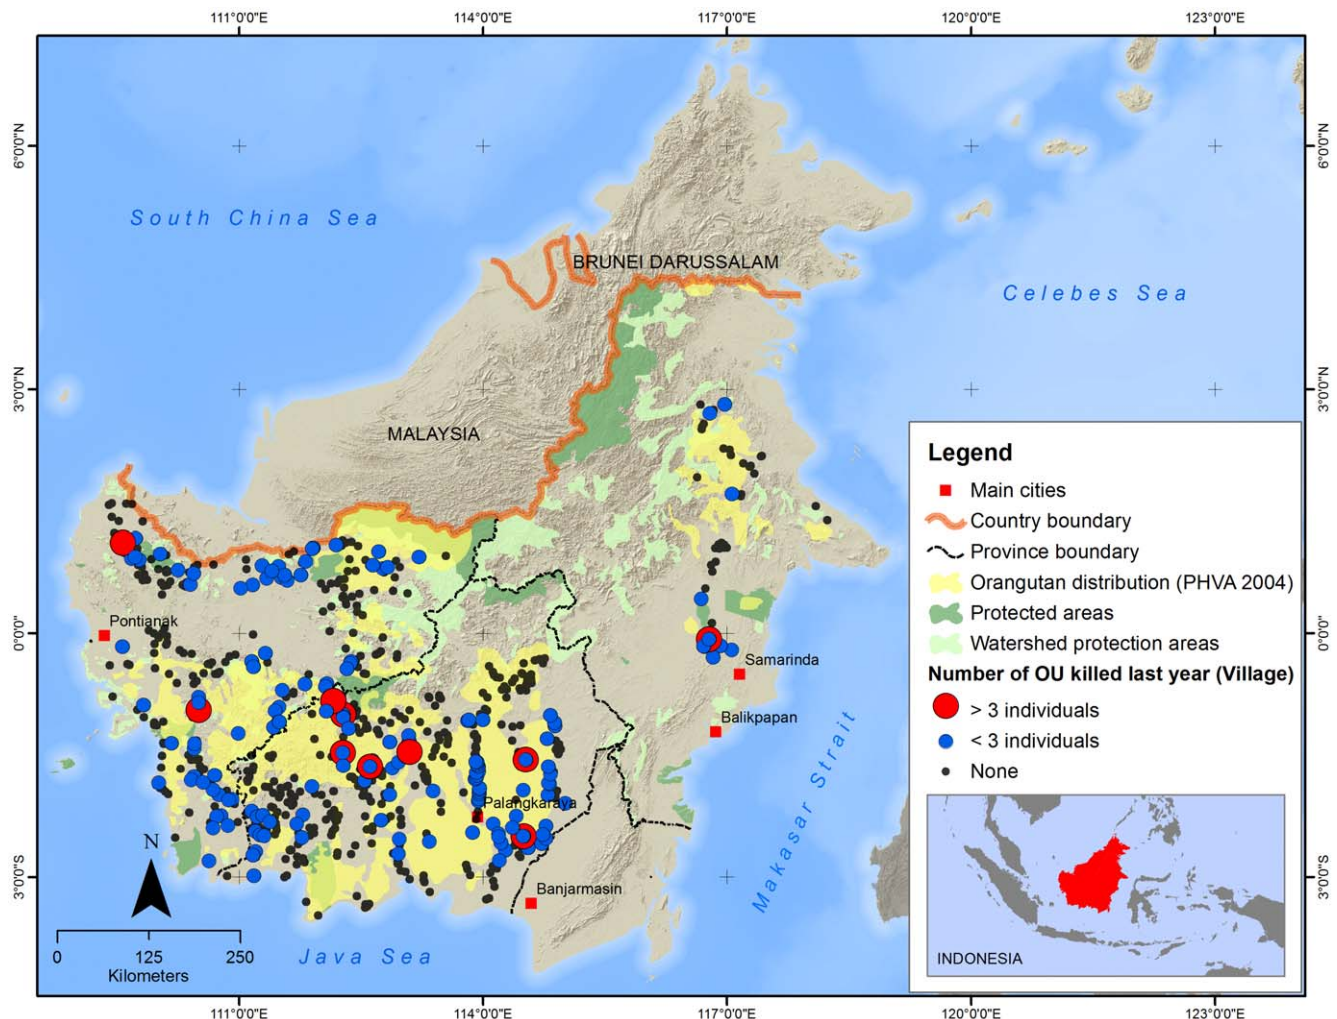 111°0'0"E 114°0'0"E 117°0'0"E 120°0'0"E 123°0'0"E
6°0'0"N 6°0'0"N
South China Sea
BRUNEI DARUSSALAM
Celebes Sea
3°0'0"N 3°0'0"N
MALAYSIA
Pontianak
0°0'0" 0°0'0"
Samarinda
Balikpapan
Palangkaraya
Makasar Strait
Banjarmasin
3°0'0"S 3°0'0"S
N
0 125 250
Kilometers
Java Sea
Legend
Main cities
Country boundary
Province boundary
Orangutan distribution (PHVA 2004)
Protected areas
Watershed protection areas
Number of OU killed last year (Village)
> 3 individuals
< 3 individuals
None
INDONESIA
111°0'0"E 114°0'0"E 117°0'0"E 120°0'0"E 123°0'0"E